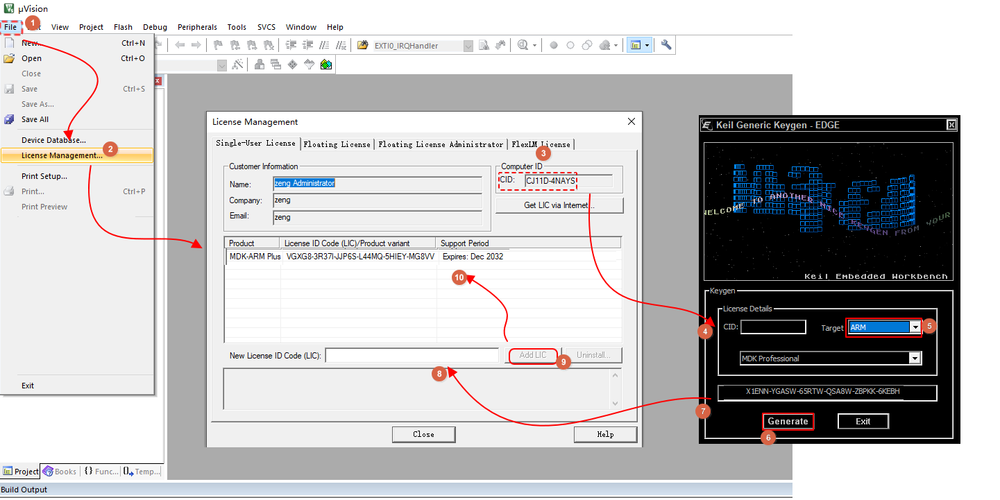 μVision
File
1
View Project Flash Debug Peripherals Tools SVCS Window Help
New... Ctrl+N
Open Ctrl+O
Close
Save Ctrl+S
Save As...
Save All
Device Database...
License Management...
2
Print Setup...
Print... Ctrl+P
Print Preview
Exit
EXTI0_IRQHandler
License Management
Single-User License Floating License Floating License Administrator FlexLM License
3
Customer Information
Name: zeng Administrator
Company: zeng
Email: zeng
Computer ID
CID: CJ11D-4NAYS
Get LIC via Internet...
Product License ID Code (LIC)/Product variant Support Period
MDK-ARM Plus VGXG8-3R37I-JJP6S-L44MQ-5HIEY-MG8VV Expires: Dec 2032
10
New License ID Code (LIC): Add LIC Uninstall...
8
9
Close Help
Keil Generic Keygen - EDGE
WELCOME TO ANOTHER NICE KEYGEN FROM YOUR
Keil Embedded Workbench
Keygen
License Details
CID: Target ARM
4
5
MDK Professional
X1ENN-YGASW-65RTW-QSA8W-ZBPKK-6KEBH
7
Generate Exit
6
Project Books {} Func... Temp...
Build Output